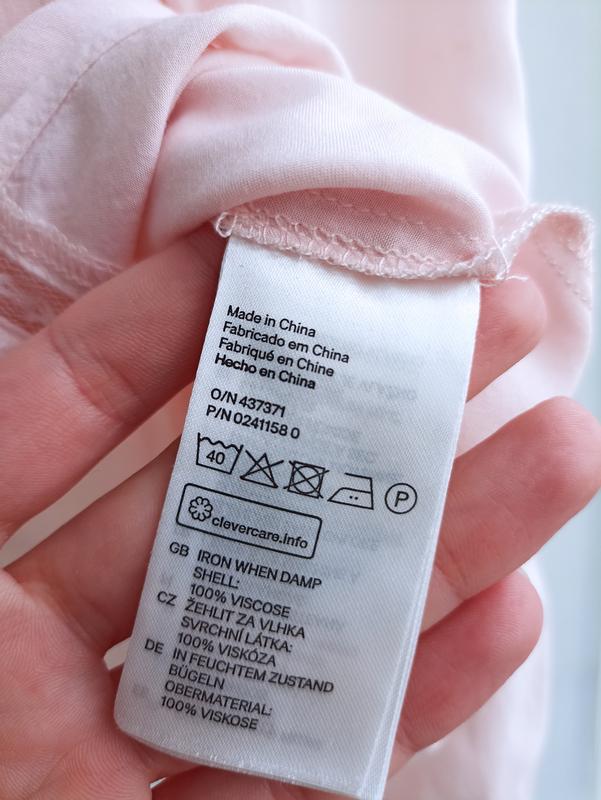 Made in China
Fabricado em China
Fabriqué en Chine
Hecho en China
O/N 437371
P/N 0241158 0
40 P
clevercare.info
GB IRON WHEN DAMP
SHELL:
100% VISCOSE
CZ ŽEHLIT ZA VLHKA
SVRCHNÍ LÁTKA:
100% VISKÓZA
DE IN FEUCHTEM ZUSTAND
BÜGELN
OBERMATERIAL:
100% VISKOSE